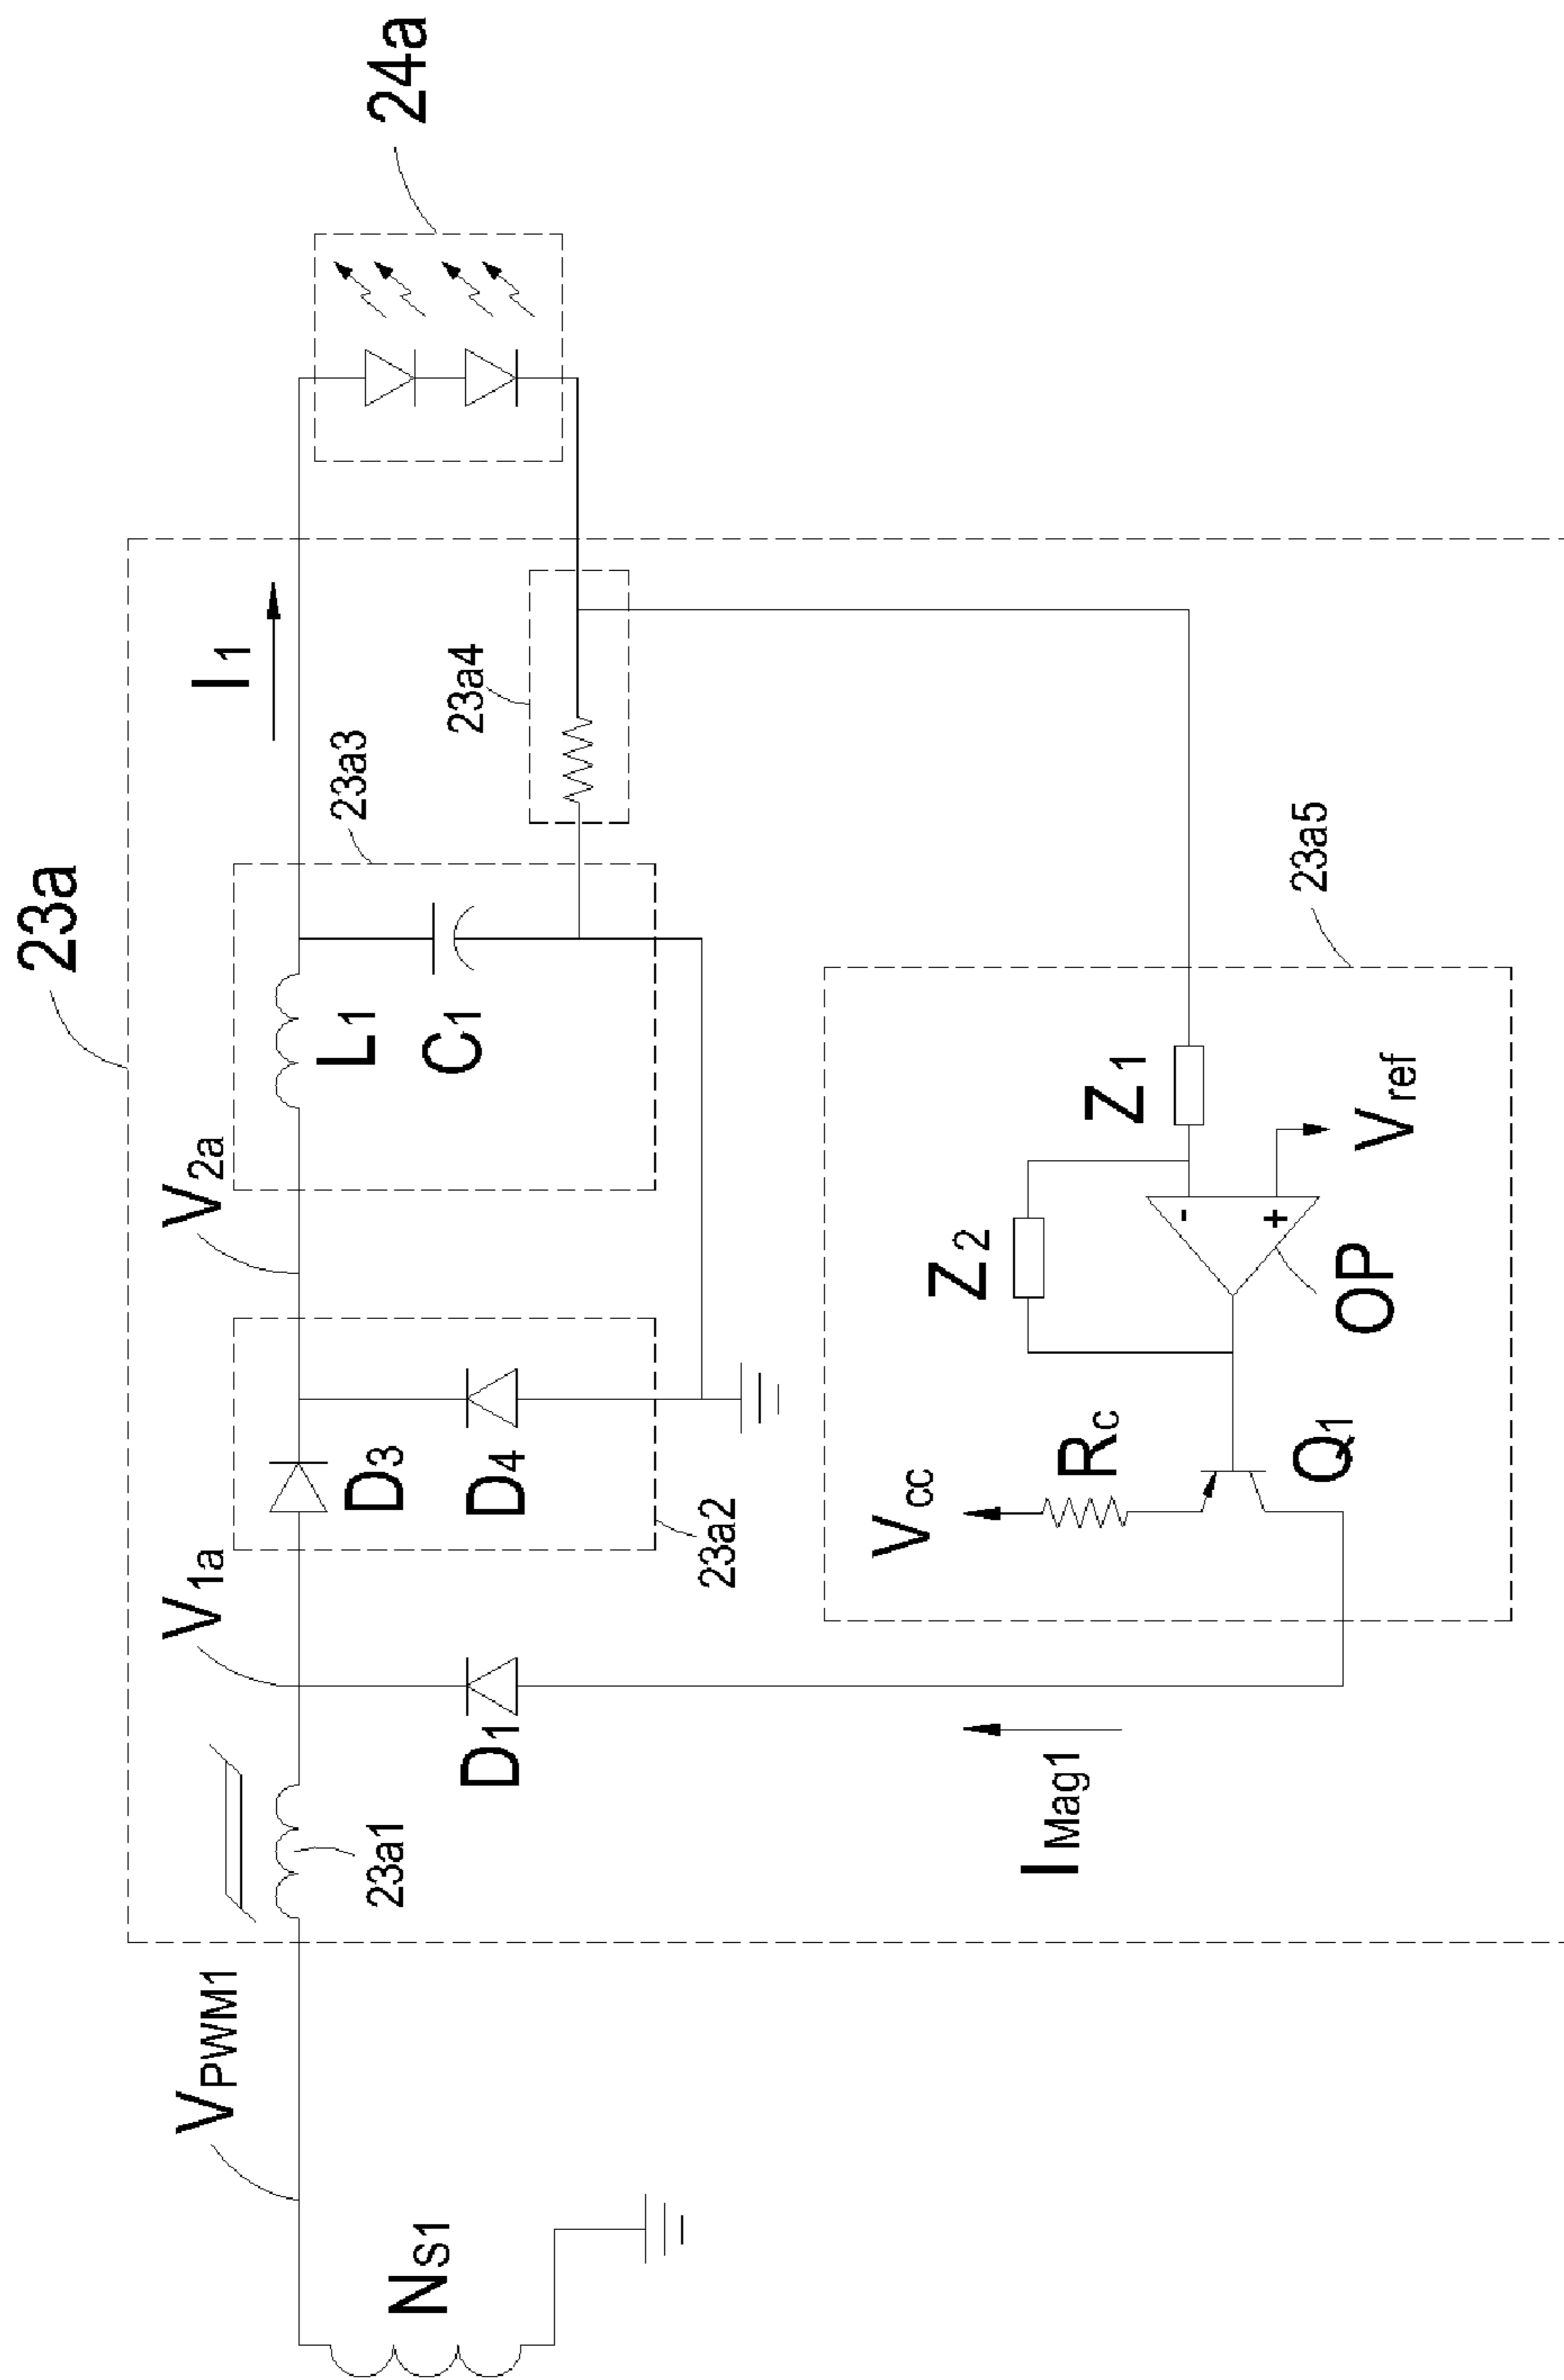 23a
24a
I1
VPWM1
V1a
V2a
23a3
23a4
23a1
L1
D3
C1
NS1
D1
D4
23a2
Vcc
Z2
IMag1
Rc
Z1
23a5
-
+
Q1
OP
Vref